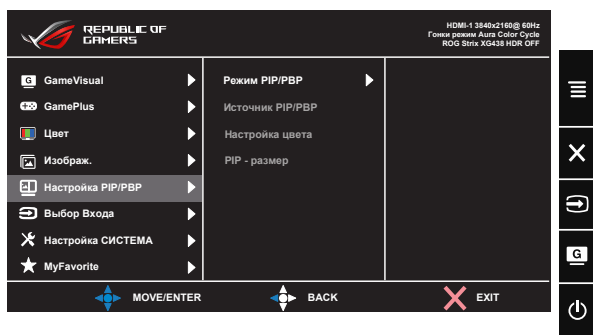 REPUBLIC OF
GAMERS
HDMI-1 3840x2160@ 60Hz
Гонки режим Aura Color Cycle
ROG Strix XG438 HDR OFF
G GameVisual
GamePlus
Цвет
Изображ.
Настройка PIP/PBP
Выбор Входа
Настройка СИСТЕМА
MyFavorite
Режим PIP/PBP
Источник PIP/PBP
Настройка цвета
PIP - размер
MOVE/ENTER
BACK
EXIT
G